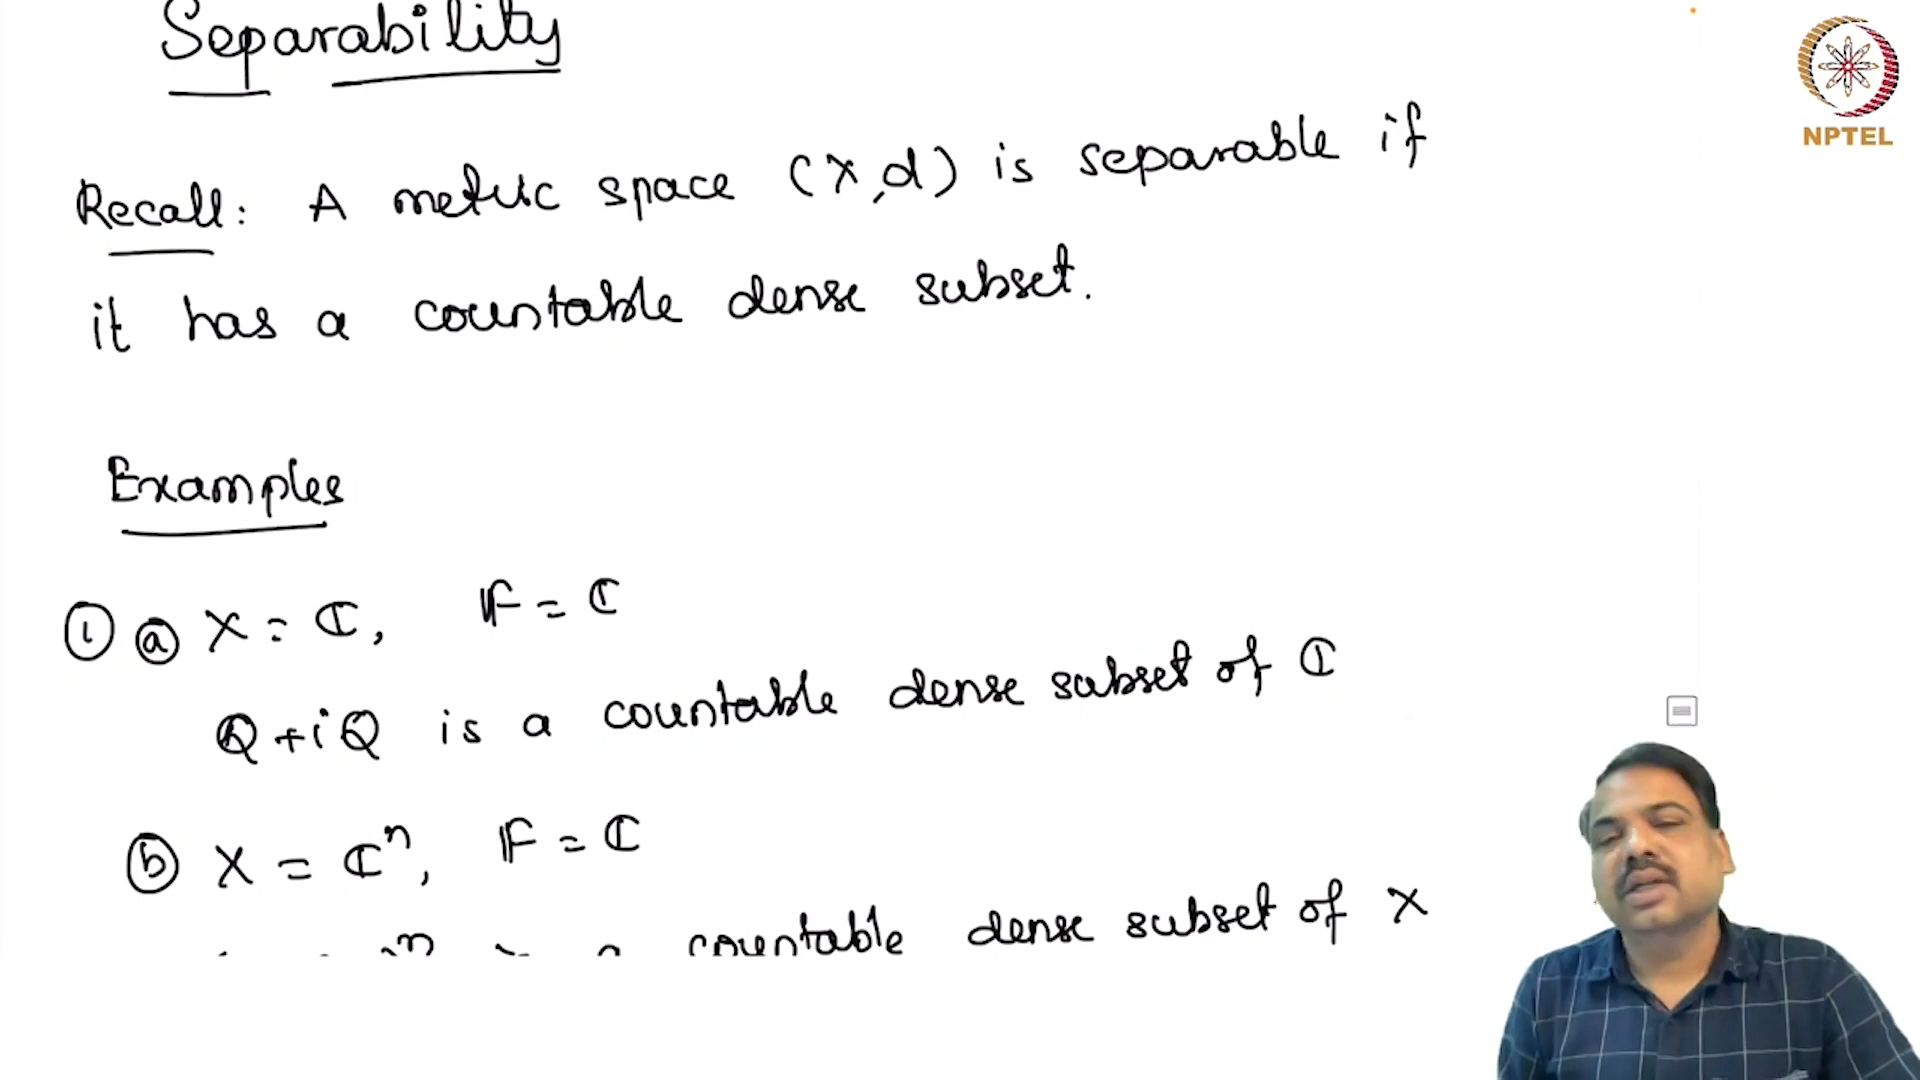 Separability
NPTEL
Recall: A metric space (X,d) is separable if
it has a countable dense subset.
Examples
① ⓐ X = ℂ, 𝔽 = ℂ
Q+iQ is a countable dense subset of ℂ
ⓑ X = ℂⁿ, 𝔽 = ℂ
countable dense subset of X